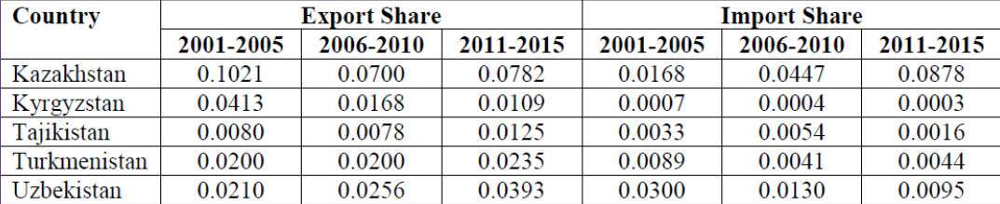 Country Export Share Import Share
2001-2005 2006-2010 2011-2015 2001-2005 2006-2010 2011-2015
Kazakhstan 0.1021 0.0700 0.0782 0.0168 0.0447 0.0878
Kyrgyzstan 0.0413 0.0168 0.0109 0.0007 0.0004 0.0003
Tajikistan 0.0080 0.0078 0.0125 0.0033 0.0054 0.0016
Turkmenistan 0.0200 0.0200 0.0235 0.0089 0.0041 0.0044
Uzbekistan 0.0210 0.0256 0.0393 0.0300 0.0130 0.0095